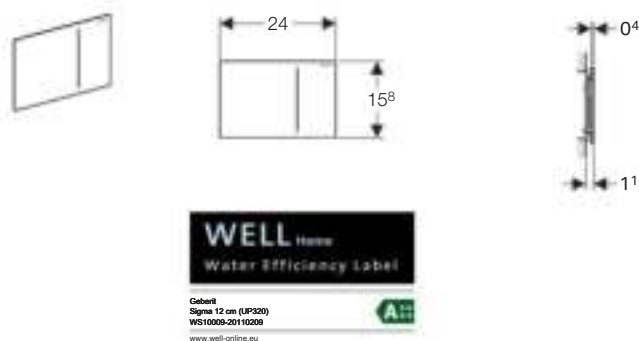 24
0⁴
15⁸
1¹
WELL Home
Water Efficiency Label
Geberit
Sigma 12 cm (UP320)
WS10009-20110209
A
www.well-online.eu